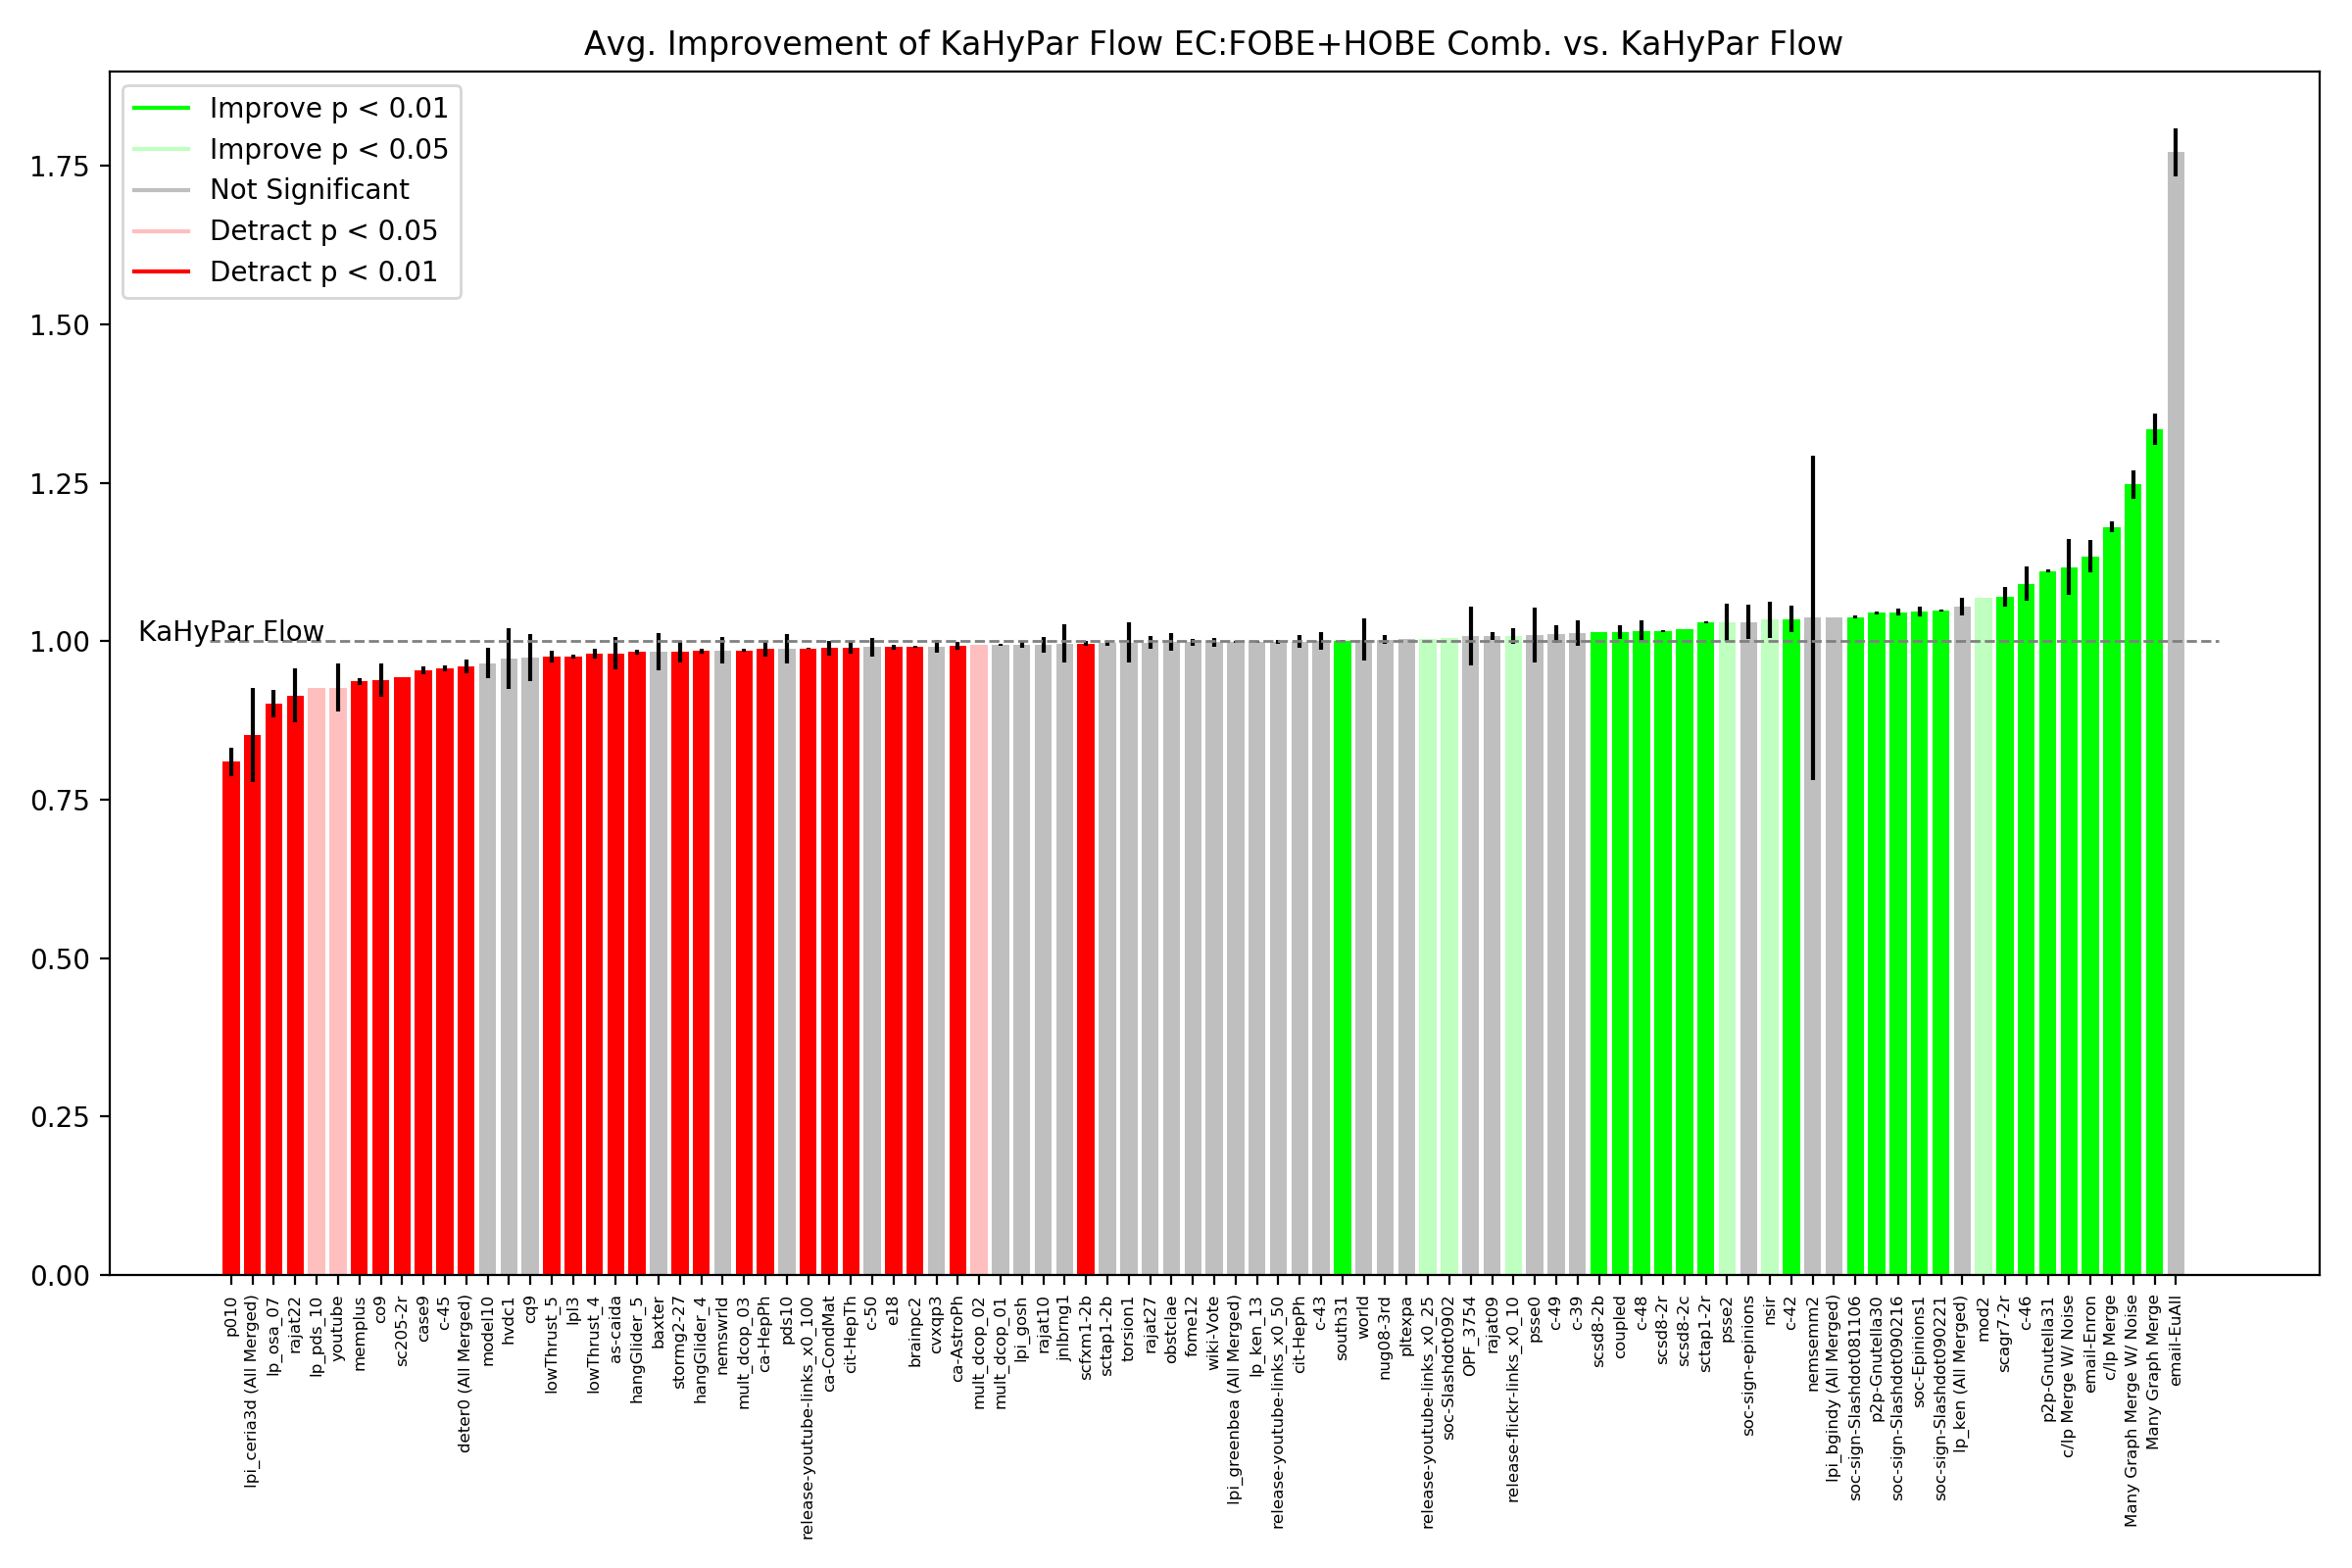 Avg. Improvement of KaHyPar Flow EC:FOBE+HOBE Comb. vs. KaHyPar Flow
Improve p < 0.01
Improve p < 0.05
Not Significant
Detract p < 0.05
Detract p < 0.01
1.75
1.50
1.25
1.00
0.75
0.50
0.25
0.00
KaHyPar Flow
p010
lpi_ceria3d (All Merged)
lp_osa_07
rajat22
lp_pds_10
youtube
memplus
co9
sc205-2r
case9
c-45
deter0 (All Merged)
model10
hvdc1
cq9
lowThrust_5
lpl3
lowThrust_4
as-caida
hangGlider_5
baxter
stormg2-27
hangGlider_4
nemswrld
mult_dcop_03
ca-HepPh
pds10
release-youtube-links_x0_100
ca-CondMat
cit-HepTh
c-50
e18
brainpc2
cvxqp3
ca-AstroPh
mult_dcop_02
mult_dcop_01
lpi_gosh
rajat10
jnlbrng1
scfxm1-2b
sctap1-2b
torsion1
rajat27
obstclae
fome12
wiki-Vote
lpi_greenbea (All Merged)
lp_ken_13
release-youtube-links_x0_50
cit-HepPh
c-43
south31
world
nug08-3rd
pltexpa
release-youtube-links_x0_25
soc-Slashdot0902
OPF_3754
rajat09
release-flickr-links_x0_10
psse0
c-49
c-39
scsd8-2b
coupled
c-48
scsd8-2r
scsd8-2c
sctap1-2r
psse2
soc-sign-epinions
nsir
c-42
nemsemm2
lpi_bgindy (All Merged)
soc-sign-Slashdot081106
p2p-Gnutella30
soc-sign-Slashdot090216
soc-Epinions1
soc-sign-Slashdot090221
lp_ken (All Merged)
mod2
scagr7-2r
c-46
p2p-Gnutella31
c/lp Merge W/ Noise
email-Enron
c/lp Merge
Many Graph Merge W/ Noise
Many Graph Merge
email-EuAll